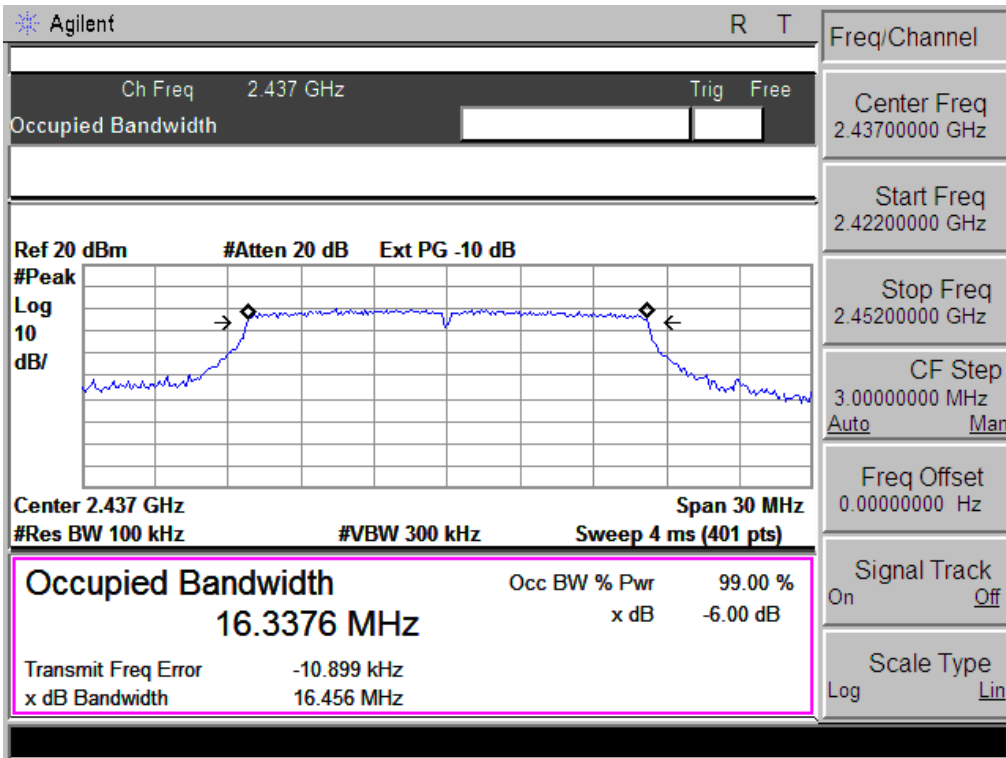 Agilent R T
Ch Freq 2.437 GHz Trig Free
Occupied Bandwidth
Ref 20 dBm #Atten 20 dB Ext PG -10 dB
#Peak
Log
10
dB/
Center 2.437 GHz Span 30 MHz
#Res BW 100 kHz #VBW 300 kHz Sweep 4 ms (401 pts)
Occupied Bandwidth Occ BW % Pwr 99.00 %
16.3376 MHz x dB -6.00 dB
Transmit Freq Error -10.899 kHz
x dB Bandwidth 16.456 MHz
Freq/Channel
Center Freq
2.43700000 GHz
Start Freq
2.42200000 GHz
Stop Freq
2.45200000 GHz
CF Step
3.00000000 MHz
Auto Man
Freq Offset
0.00000000 Hz
Signal Track
On Off
Scale Type
Log Lin